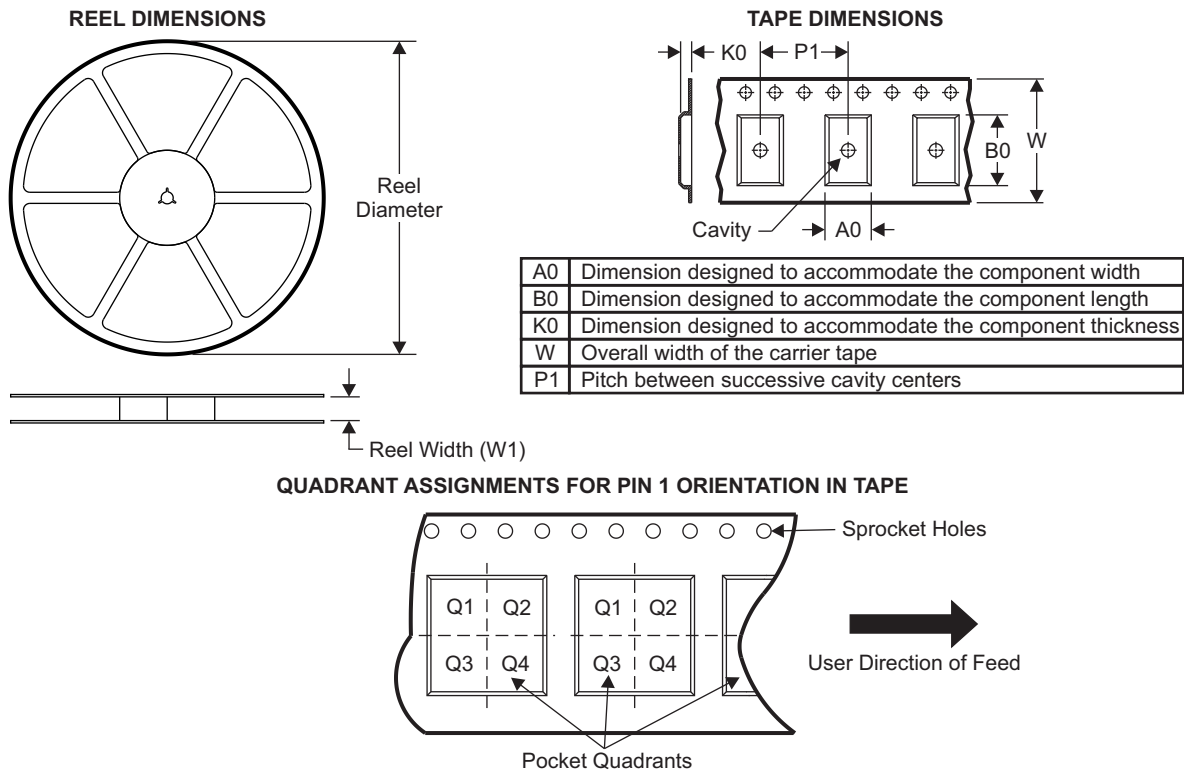 REEL DIMENSIONS
Reel
Diameter
Reel Width (W1)
TAPE DIMENSIONS
K0
P1
W
B0
Cavity
A0
A0 Dimension designed to accommodate the component width
B0 Dimension designed to accommodate the component length
K0 Dimension designed to accommodate the component thickness
W Overall width of the carrier tape
P1 Pitch between successive cavity centers
QUADRANT ASSIGNMENTS FOR PIN 1 ORIENTATION IN TAPE
Sprocket Holes
Q1 Q2 Q1 Q2
Q3 Q4 Q3 Q4
User Direction of Feed
Pocket Quadrants